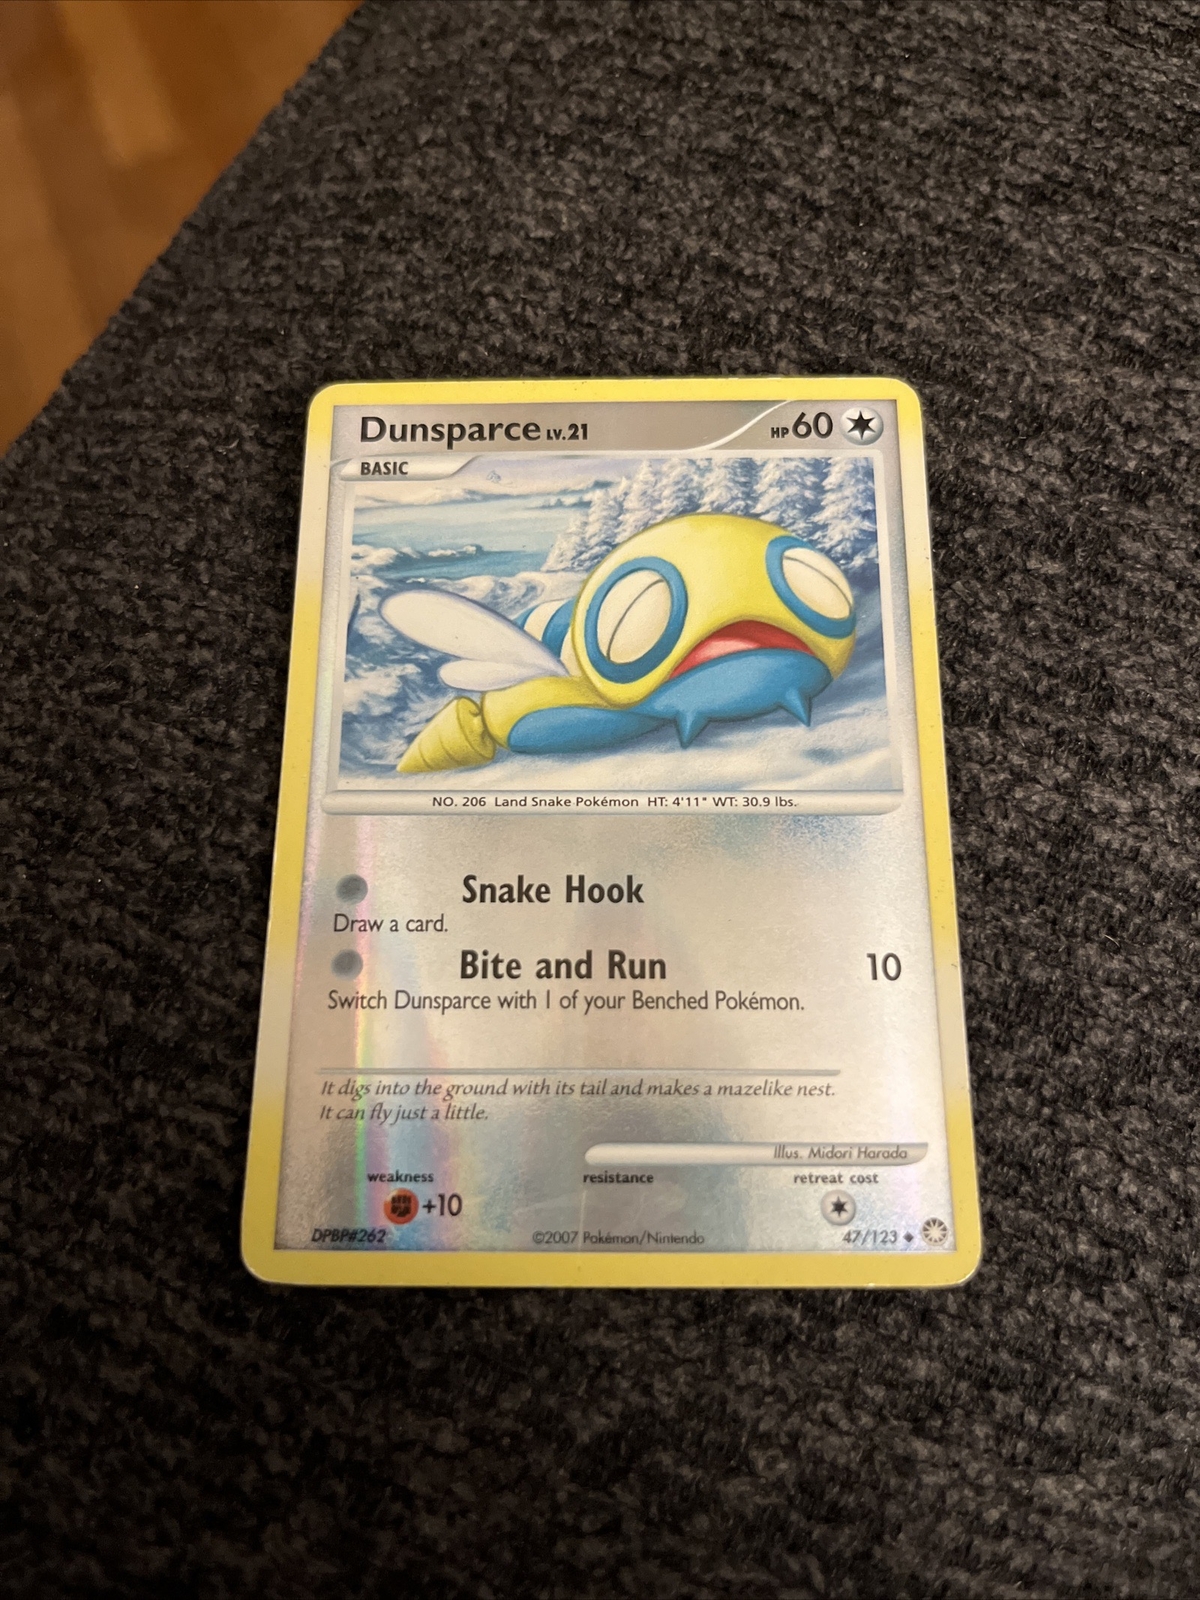 Dunsparce LV.21 HP 60
BASIC
NO. 206 Land Snake Pokémon HT: 4'11" WT: 30.9 lbs.
Snake Hook
Draw a card.
Bite and Run 10
Switch Dunsparce with 1 of your Benched Pokémon.
It digs into the ground with its tail and makes a mazelike nest.
It can fly just a little.
Illus. Midori Harada
weakness resistance retreat cost
+10
DPBP#262 ©2007 Pokémon/Nintendo 47/123